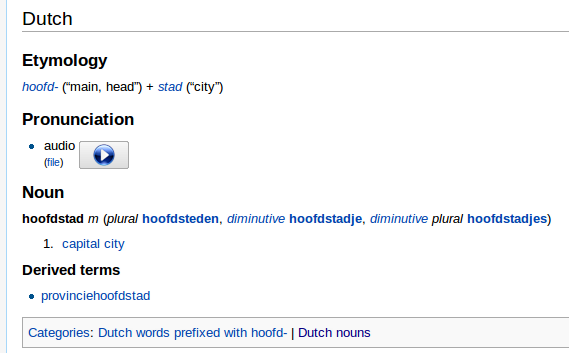 Dutch
Etymology
hoofd- (“main, head”) + stad (“city”)
Pronunciation
audio
(file)
Noun
hoofdstad m (plural hoofdsteden, diminutive hoofdstadje, diminutive plural hoofdstadjes)
1. capital city
Derived terms
provinciehoofdstad
Categories: Dutch words prefixed with hoofd- | Dutch nouns